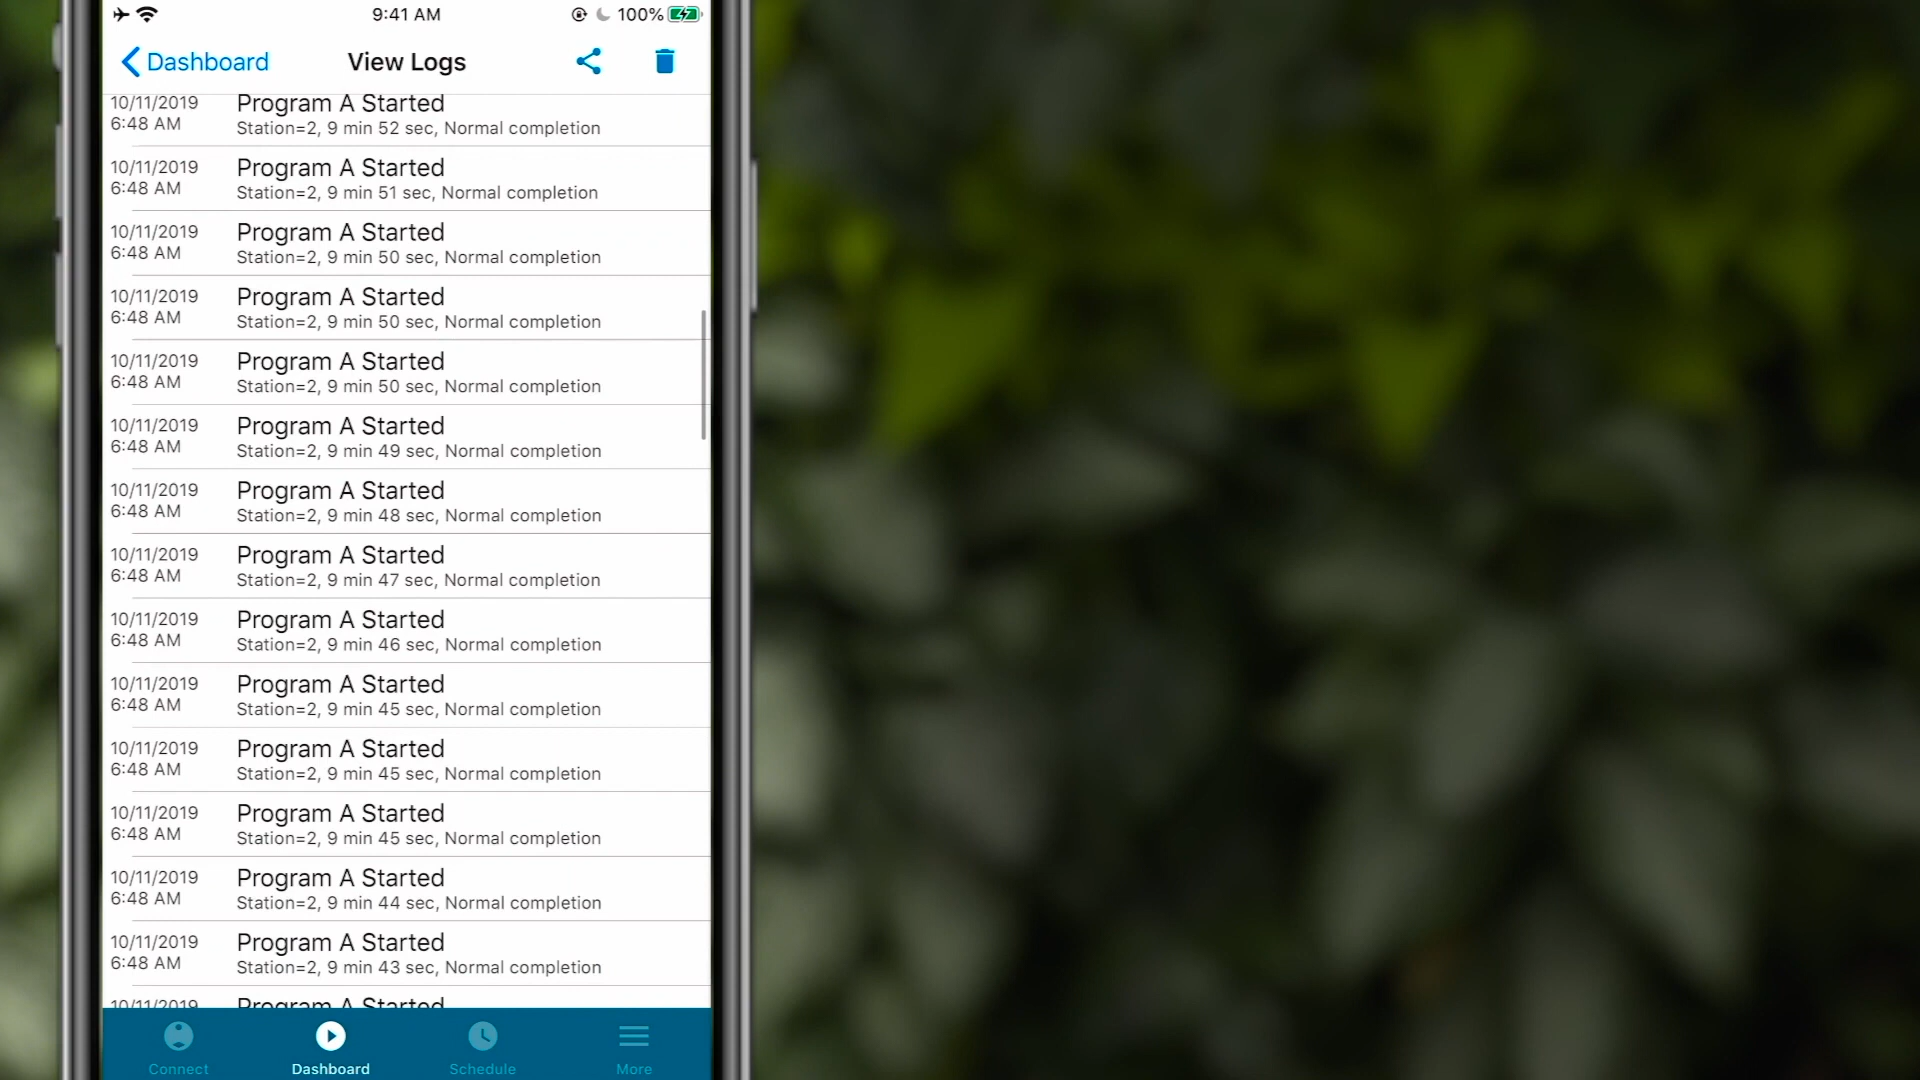 9:41 AM
100%
Dashboard
View Logs
10/11/2019 Program A Started
6:48 AM Station=2, 9 min 52 sec, Normal completion
10/11/2019 Program A Started
6:48 AM Station=2, 9 min 51 sec, Normal completion
10/11/2019 Program A Started
6:48 AM Station=2, 9 min 50 sec, Normal completion
10/11/2019 Program A Started
6:48 AM Station=2, 9 min 50 sec, Normal completion
10/11/2019 Program A Started
6:48 AM Station=2, 9 min 50 sec, Normal completion
10/11/2019 Program A Started
6:48 AM Station=2, 9 min 49 sec, Normal completion
10/11/2019 Program A Started
6:48 AM Station=2, 9 min 48 sec, Normal completion
10/11/2019 Program A Started
6:48 AM Station=2, 9 min 47 sec, Normal completion
10/11/2019 Program A Started
6:48 AM Station=2, 9 min 46 sec, Normal completion
10/11/2019 Program A Started
6:48 AM Station=2, 9 min 45 sec, Normal completion
10/11/2019 Program A Started
6:48 AM Station=2, 9 min 45 sec, Normal completion
10/11/2019 Program A Started
6:48 AM Station=2, 9 min 45 sec, Normal completion
10/11/2019 Program A Started
6:48 AM Station=2, 9 min 44 sec, Normal completion
10/11/2019 Program A Started
6:48 AM Station=2, 9 min 43 sec, Normal completion
10/11/2019 Program A Started
Connect
Dashboard
Schedule
More